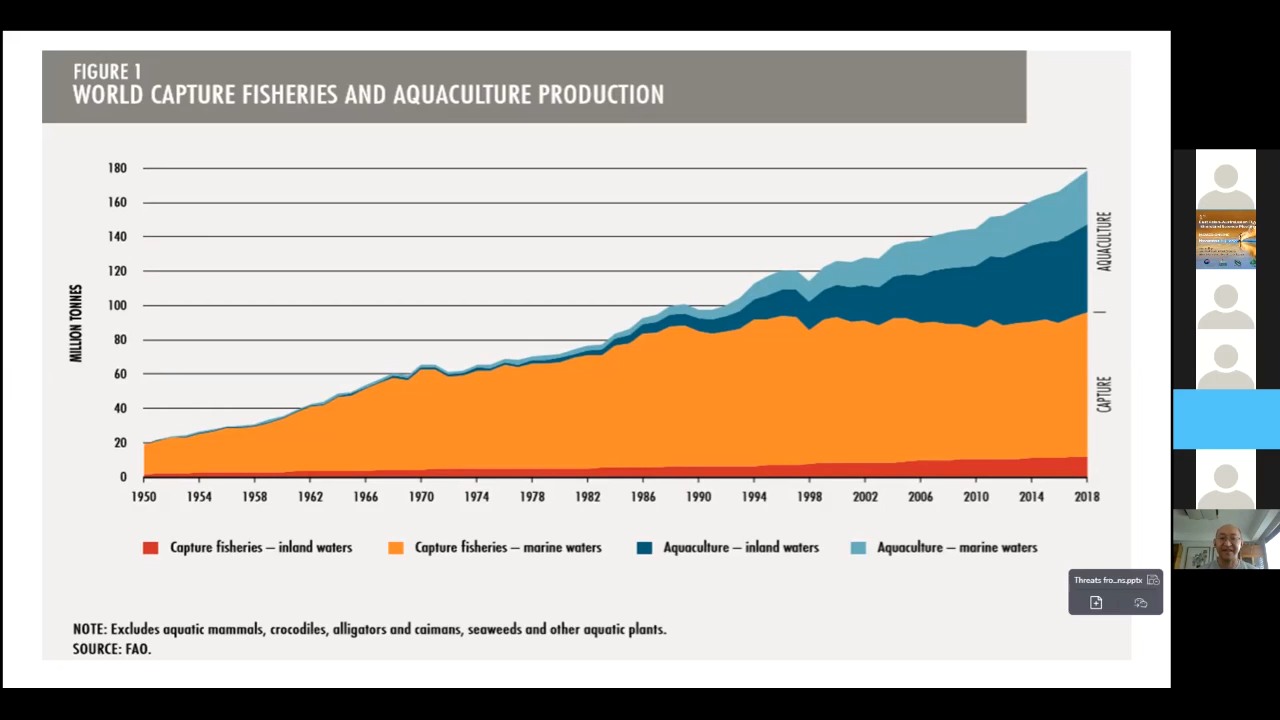 FIGURE 1
WORLD CAPTURE FISHERIES AND AQUACULTURE PRODUCTION
MILLION TONNES
180
160
140
120
100
80
60
40
20
0
1950 1954 1958 1962 1966 1970 1974 1978 1982 1986 1990 1994 1998 2002 2006 2010 2014 2018
AQUACULTURE
CAPTURE
Capture fisheries – inland waters Capture fisheries – marine waters Aquaculture – inland waters Aquaculture – marine waters
NOTE: Excludes aquatic mammals, crocodiles, alligators and caimans, seaweeds and other aquatic plants.
SOURCE: FAO.
Threats fro...ns.pptx